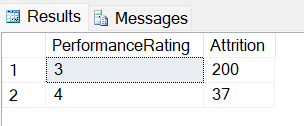 Results Messages
PerformanceRating Attrition
1 3 200
2 4 37